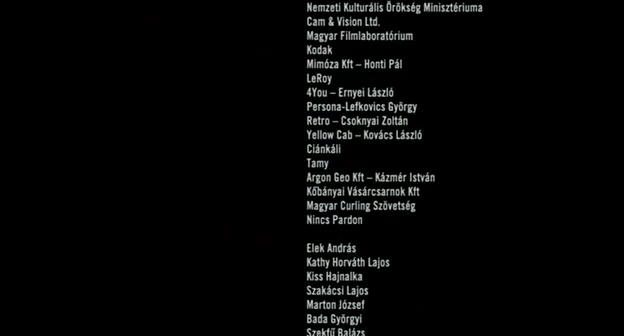 Nemzeti Kulturális Örökség Minisztériuma
Cam & Vision Ltd.
Magyar Filmlaboratórium
Kodak
Mimóza Kft – Honti Pál
LeRoy
4You – Ernyei László
Persona-Lefkovics György
Retro – Csoknyai Zoltán
Yellow Cab – Kovács László
Ciánkáli
Tamy
Argon Geo Kft – Kázmér István
Kőbányai Vásárcsarnok Kft
Magyar Curling Szövetség
Nincs Pardon
Elek András
Kathy Horváth Lajos
Kiss Hajnalka
Szakácsi Lajos
Marton József
Bada Györgyi
Szekfű Balázs